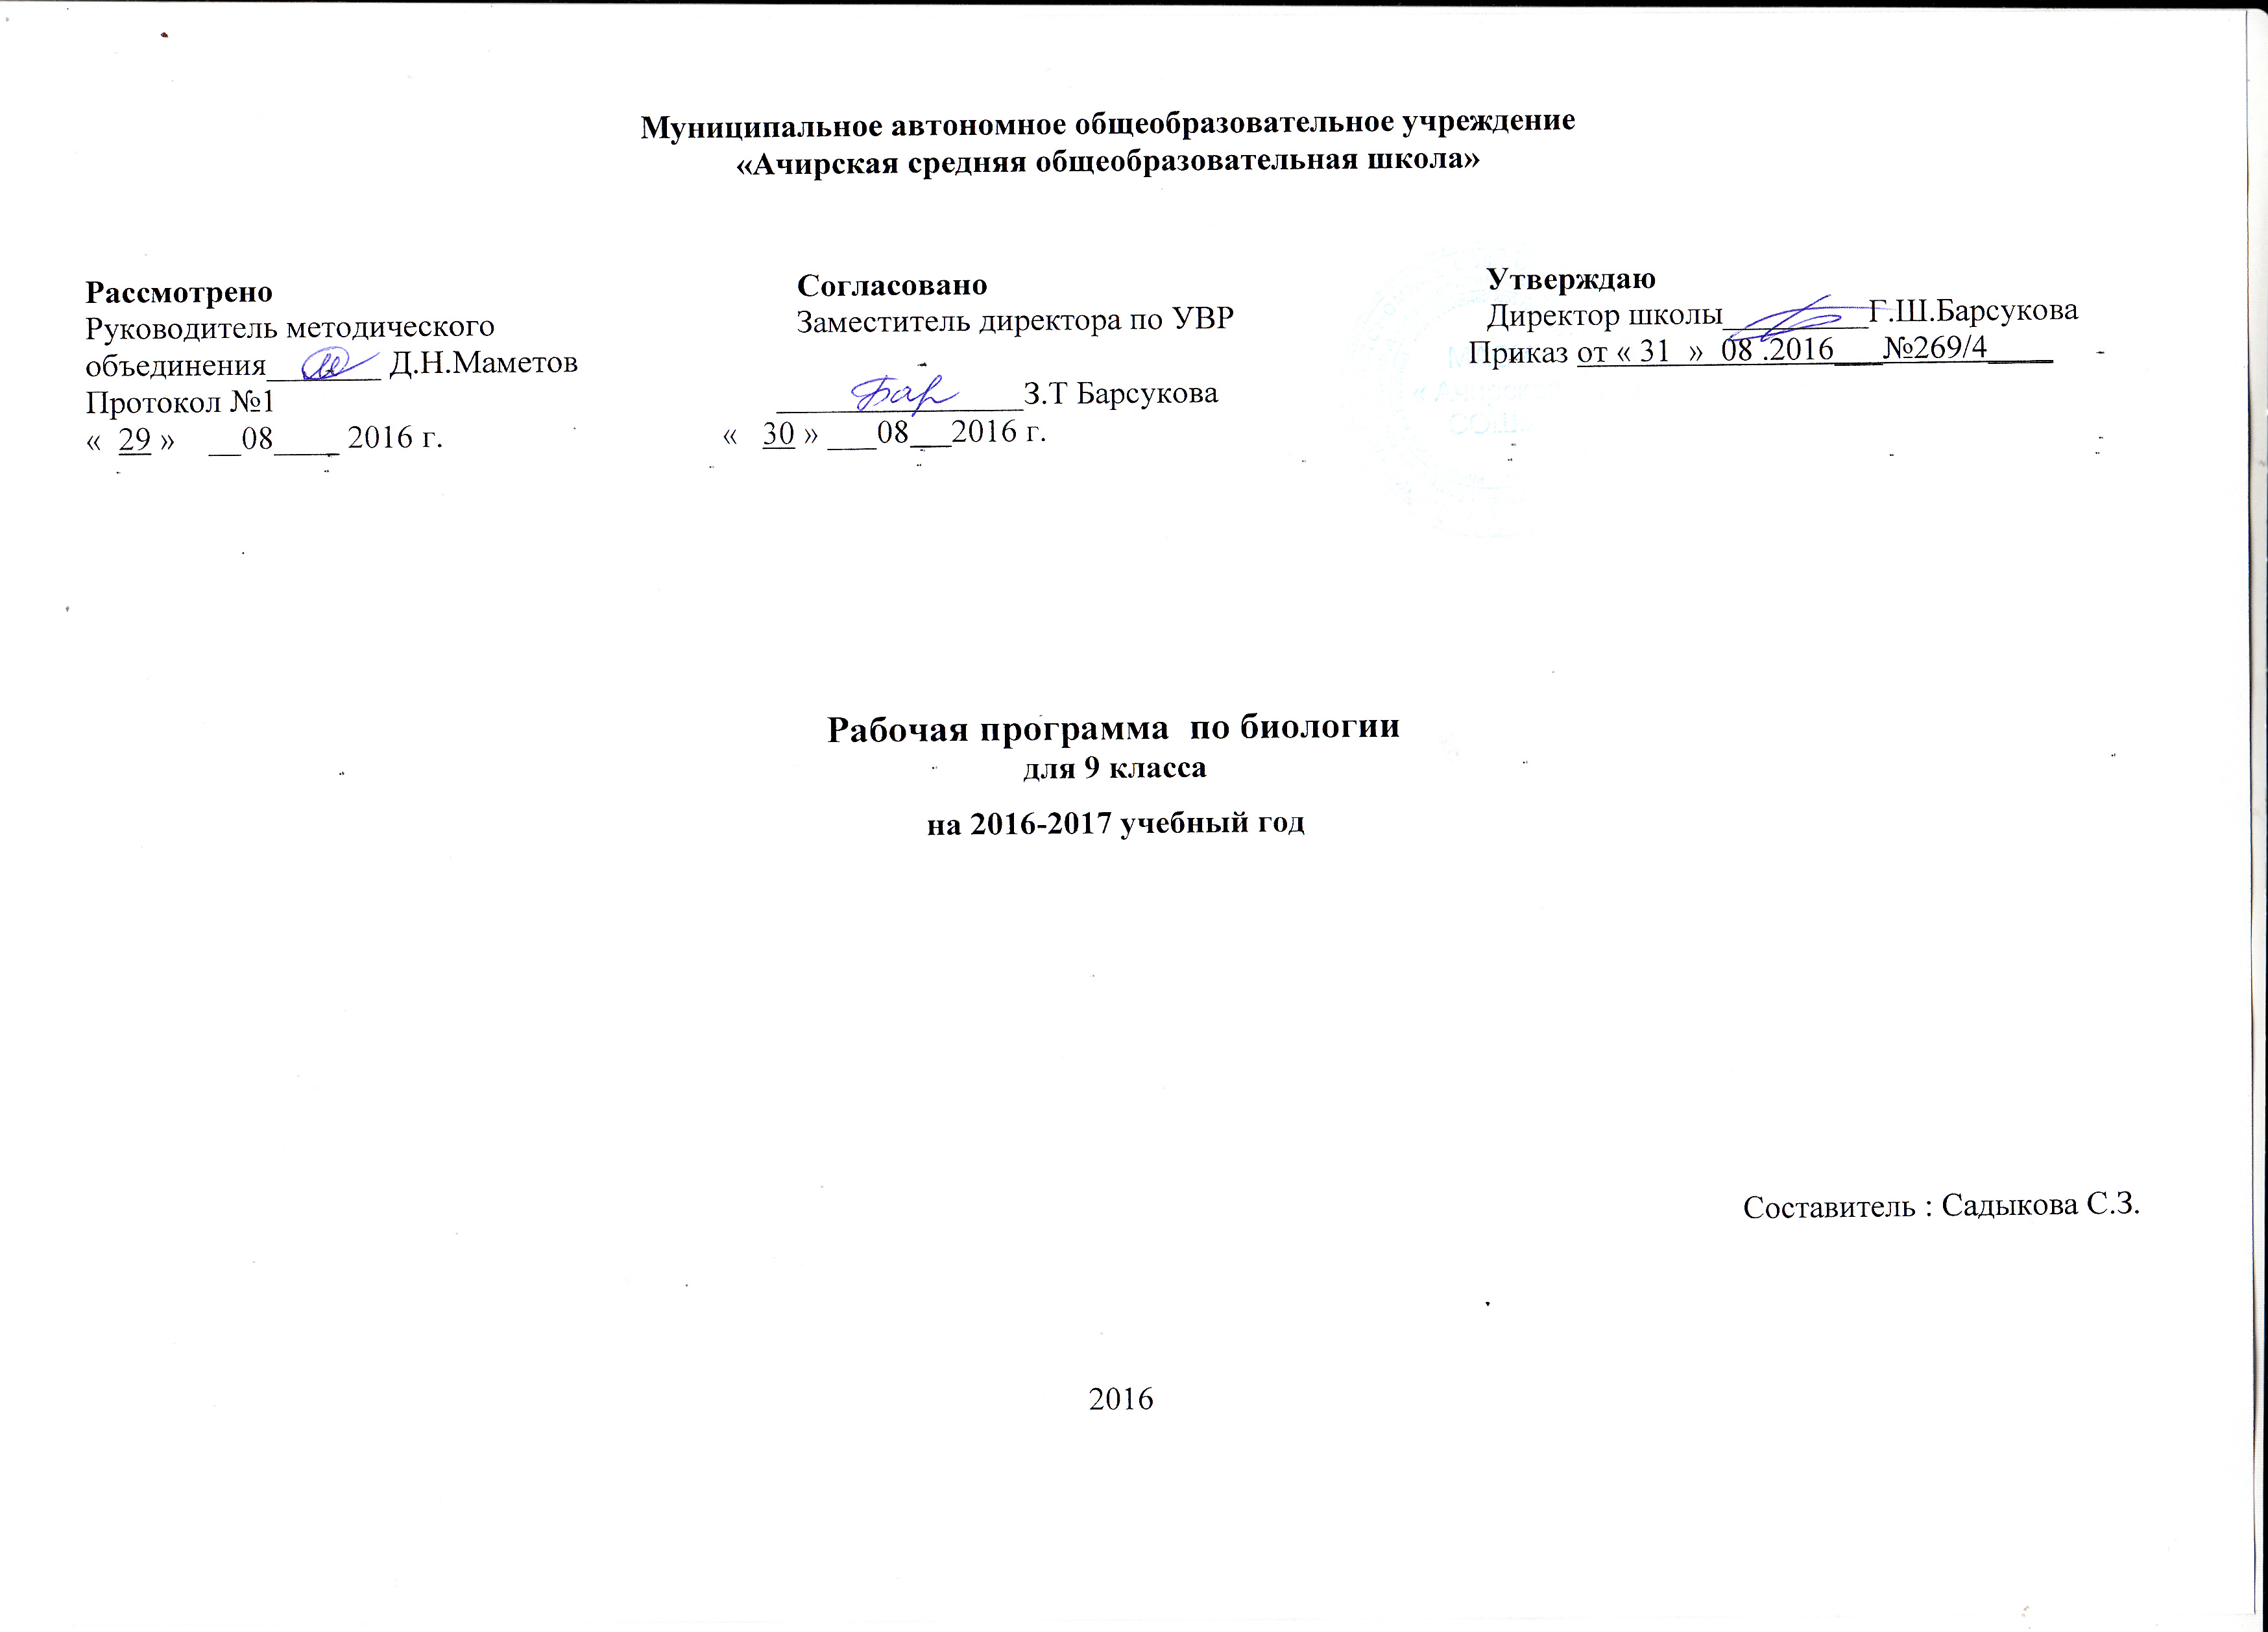 Муниципальное автономное общеобразовательное учреждение
«Ачирская средняя общеобразовательная школа»
Рассмотрено
Руководитель методического
объединения_______ Д.Н.Маметов
Протокол №1
« 29 » __08____ 2016 г.
Согласовано
Заместитель директора по УВР
Бар
_______________З.Т Барсукова
« 30 » ___08___2016 г.
Утверждаю
Директор школы_________Г.Ш.Барсукова
Приказ от « 31 » 08 .2016___№269/4____
Рабочая программа по биологии
для 9 класса
на 2016-2017 учебный год
Составитель : Садыкова С.З.
2016